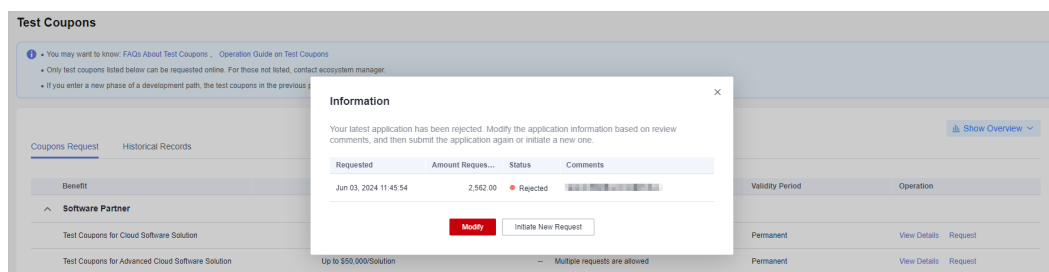 Test Coupons
• You may want to know: FAQs About Test Coupons 、 Operation Guide on Test Coupons
• Only test coupons listed below can be requested online. For those not listed, contact ecosystem manager.
• If you enter a new phase of a development path, the test coupons in the previous
Information
Your latest application has been rejected. Modify the application information based on review
comments, and then submit the application again or initiate a new one.
Show Overview
Coupons Request Historical Records
Requested Amount Reques... Status Comments
Jun 03, 2024 11:45:54 2,562.00 Rejected
Benefit Validity Period Operation
Software Partner
Modify Initiate New Request
Test Coupons for Cloud Software Solution Permanent View Details Request
Test Coupons for Advanced Cloud Software Solution Up to $50,000/Solution -- Multiple requests are allowed Permanent View Details Request